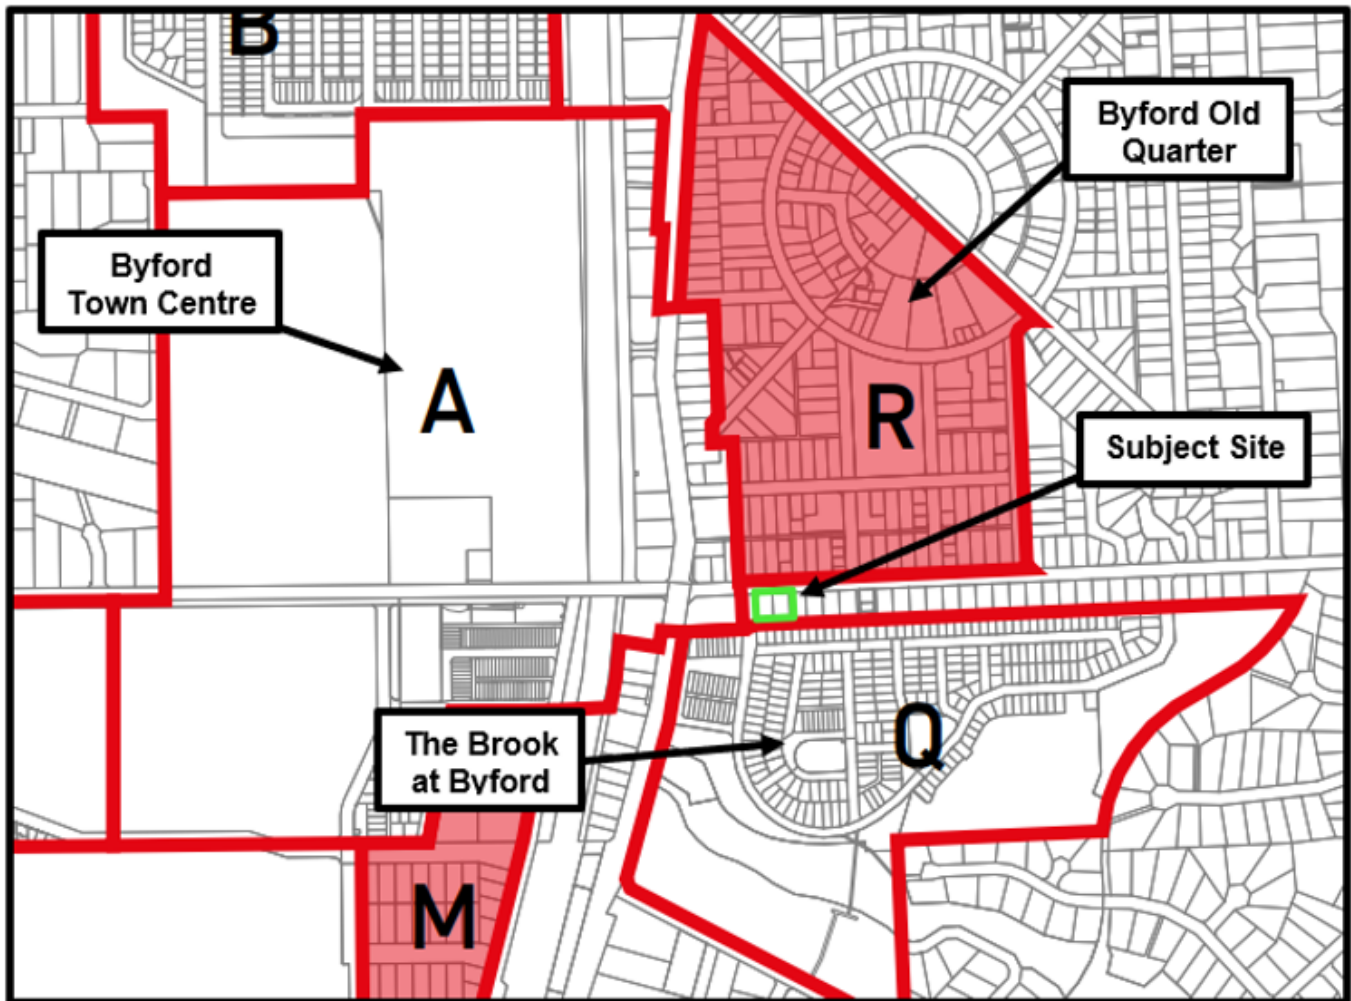 B
Byford Old
Quarter
Byford
Town Centre
A
R
Subject Site
The Brook
at Byford
Q
M